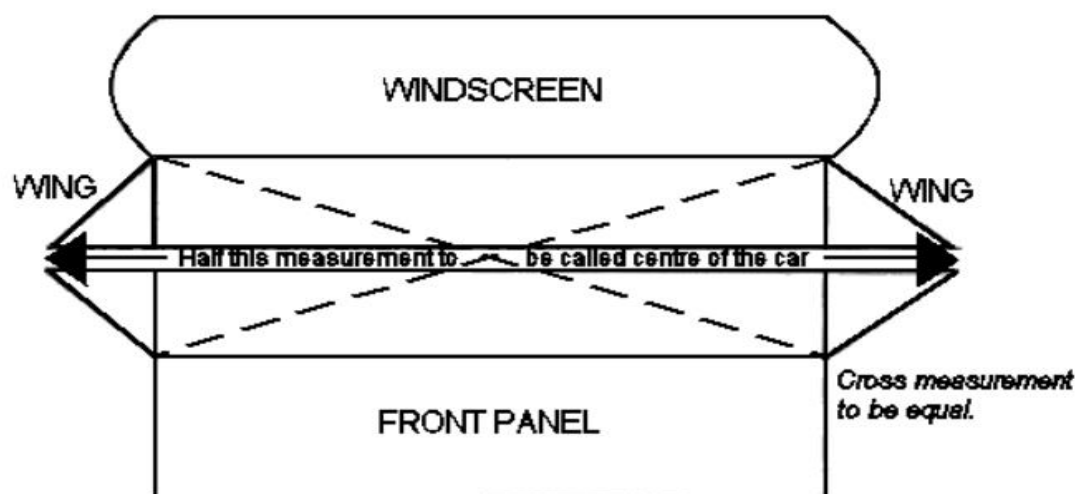 WINDSCREEN
WING
WING
Half this measurement to be called centre of the car
Cross measurement
to be equal.
FRONT PANEL